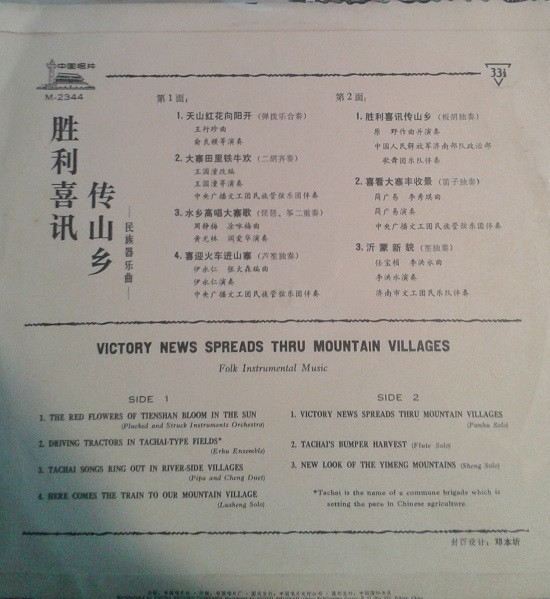 中国唱片
M-2344
33⅓
胜利喜讯
传山乡
—民族器乐曲—
第1面：
1. 天山红花向阳开（弹拨乐合奏）
王行珍曲
俞良模等演奏
2. 大寨田里铁牛欢（二胡齐奏）
王国潼改编
王国潼等演奏
中央广播文工团民族管弦乐团伴奏
3. 水乡高唱大寨歌（琵琶、筝二重奏）
周静梅 涂咏梅曲
黄允林 阎爱华演奏
4. 喜迎火车进山寨（芦笙独奏）
伊永仁 张大森编曲
伊永仁演奏
中央广播文工团民族管弦乐团伴奏
第2面：
1. 胜利喜讯传山乡（板胡独奏）
原 野作曲并演奏
中国人民解放军济南部队政治部
歌舞团乐队伴奏
2. 喜看大寨丰收景（笛子独奏）
简广易 李秀琪曲
简广易演奏
中央广播文工团民族管弦乐团伴奏
3. 沂蒙新貌（笙独奏）
任宝桢 李洪水曲
李洪水演奏
济南市文工团民乐队伴奏
VICTORY NEWS SPREADS THRU MOUNTAIN VILLAGES
Folk Instrumental Music
SIDE 1
1. THE RED FLOWERS OF TIENSHAN BLOOM IN THE SUN
(Plucked and Struck Instruments Orchestra)
2. DRIVING TRACTORS IN TACHAI-TYPE FIELDS*
(Erhu Ensemble)
3. TACHAI SONGS RING OUT IN RIVER-SIDE VILLAGES
(Pipa and Cheng Duet)
4. HERE COMES THE TRAIN TO OUR MOUNTAIN VILLAGE
(Lusheng Solo)
SIDE 2
1. VICTORY NEWS SPREADS THRU MOUNTAIN VILLAGES
(Panhu Solo)
2. TACHAI'S BUMPER HARVEST (Flute Solo)
3. NEW LOOK OF THE YIMENG MOUNTAINS (Sheng Solo)
*Tachai is the name of a commune brigade which is
setting the pace in Chinese agriculture.
封页设计：邓本圻